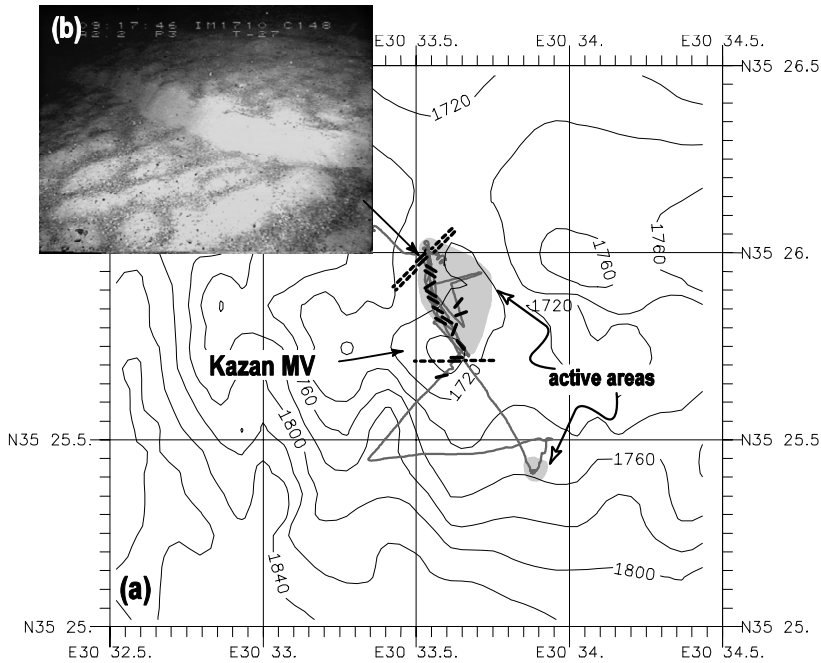 (b)
09:17:46 IM1710 C148
T-27
E30 33.5.
E30 34.
E30 34.5.
N35 26.5
1720
1760
1760
N35 26.
1720
Kazan MV
1720
active areas
760
1800
N35 25.5
N35 25.5
1760
1840
1800
(a)
N35 25.
N35 25.
E30 32.5.
E30 33.
E30 33.5.
E30 34.
E30 34.5.